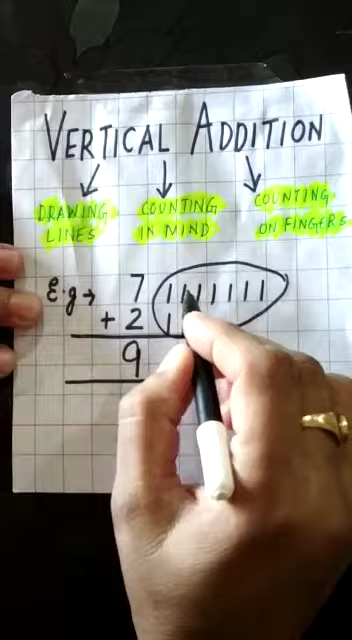 VERTICAL ADDITION
DRAWING LINES
COUNTING IN MIND
COUNTING ON FINGERS
E.g → 7
+ 2
9